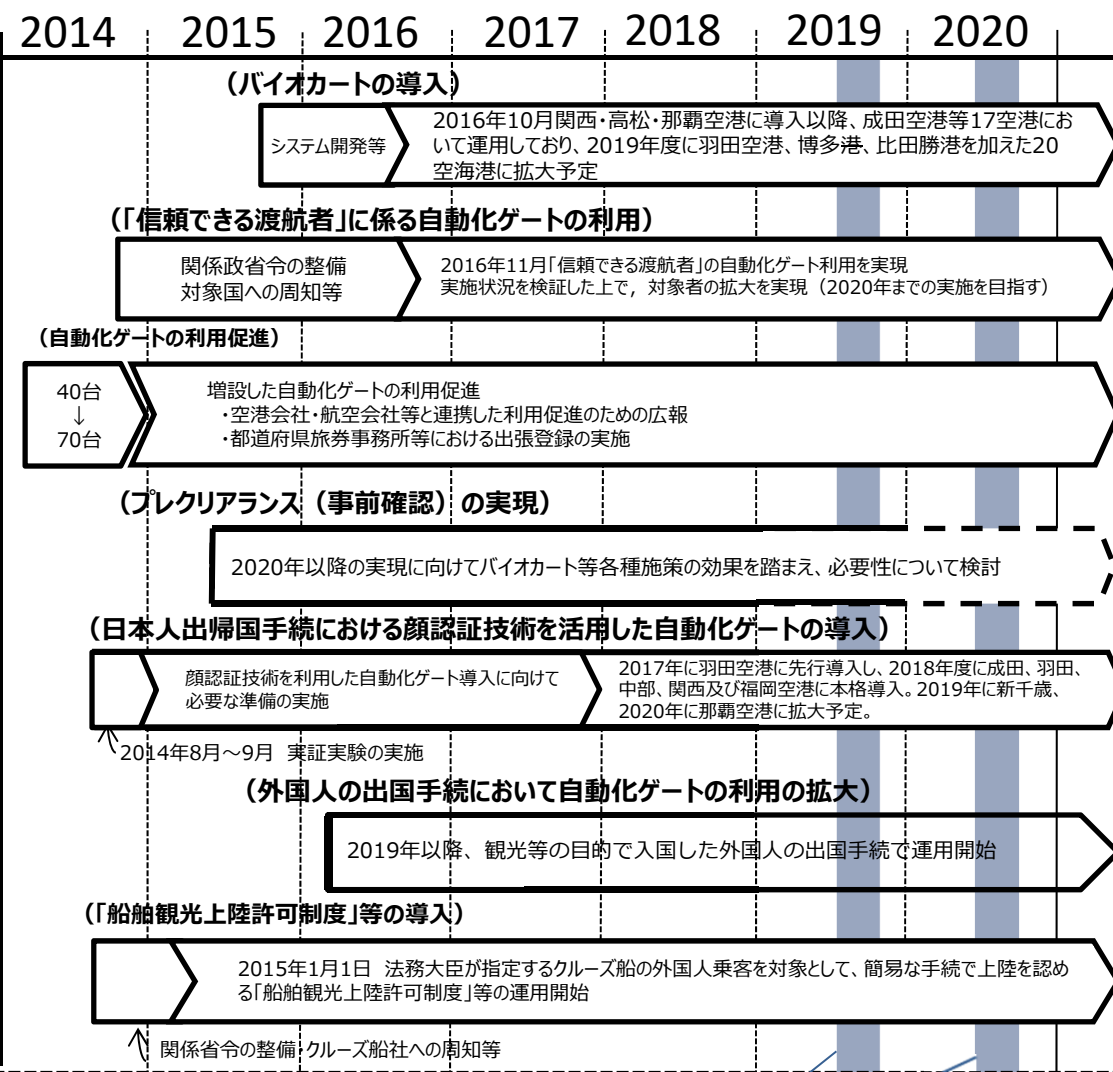 2014 2015 2016 2017 2018 2019 2020
（バイオカートの導入）
システム開発等
2016年10月関西・高松・那覇空港に導入以降、成田空港等17空港にお
いて運用しており、2019年度に羽田空港、博多港、比田勝港を加えた20
空海港に拡大予定
（「信頼できる渡航者」に係る自動化ゲートの利用）
関係政省令の整備
対象国への周知等
2016年11月「信頼できる渡航者」の自動化ゲート利用を実現
実施状況を検証した上で，対象者の拡大を実現（2020年までの実施を目指す）
（自動化ゲートの利用促進）
40台
↓
70台
増設した自動化ゲートの利用促進
・空港会社・航空会社等と連携した利用促進のための広報
・都道府県旅券事務所等における出張登録の実施
（プレクリアランス（事前確認）の実現）
2020年以降の実現に向けてバイオカート等各種施策の効果を踏まえ、必要性について検討
（日本人出帰国手続における顔認証技術を活用した自動化ゲートの導入）
顔認証技術を利用した自動化ゲート導入に向けて
必要な準備の実施
2017年に羽田空港に先行導入し、2018年度に成田、羽田、
中部、関西及び福岡空港に本格導入。2019年に新千歳、
2020年に那覇空港に拡大予定。
2014年8月～9月 実証実験の実施
（外国人の出国手続において自動化ゲートの利用の拡大）
2019年以降、観光等の目的で入国した外国人の出国手続で運用開始
（「船舶観光上陸許可制度」等の導入）
2015年1月1日 法務大臣が指定するクルーズ船の外国人乗客を対象として、簡易な手続で上陸を認め
る「船舶観光上陸許可制度」等の運用開始
関係省令の整備・クルーズ船社への周知等